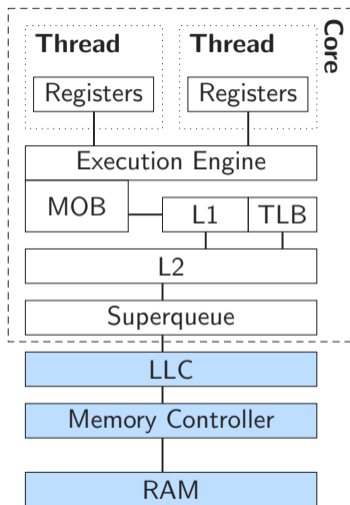 Core
Thread
Thread
Registers
Registers
Execution Engine
MOB
L1
TLB
L2
Superqueue
LLC
Memory Controller
RAM